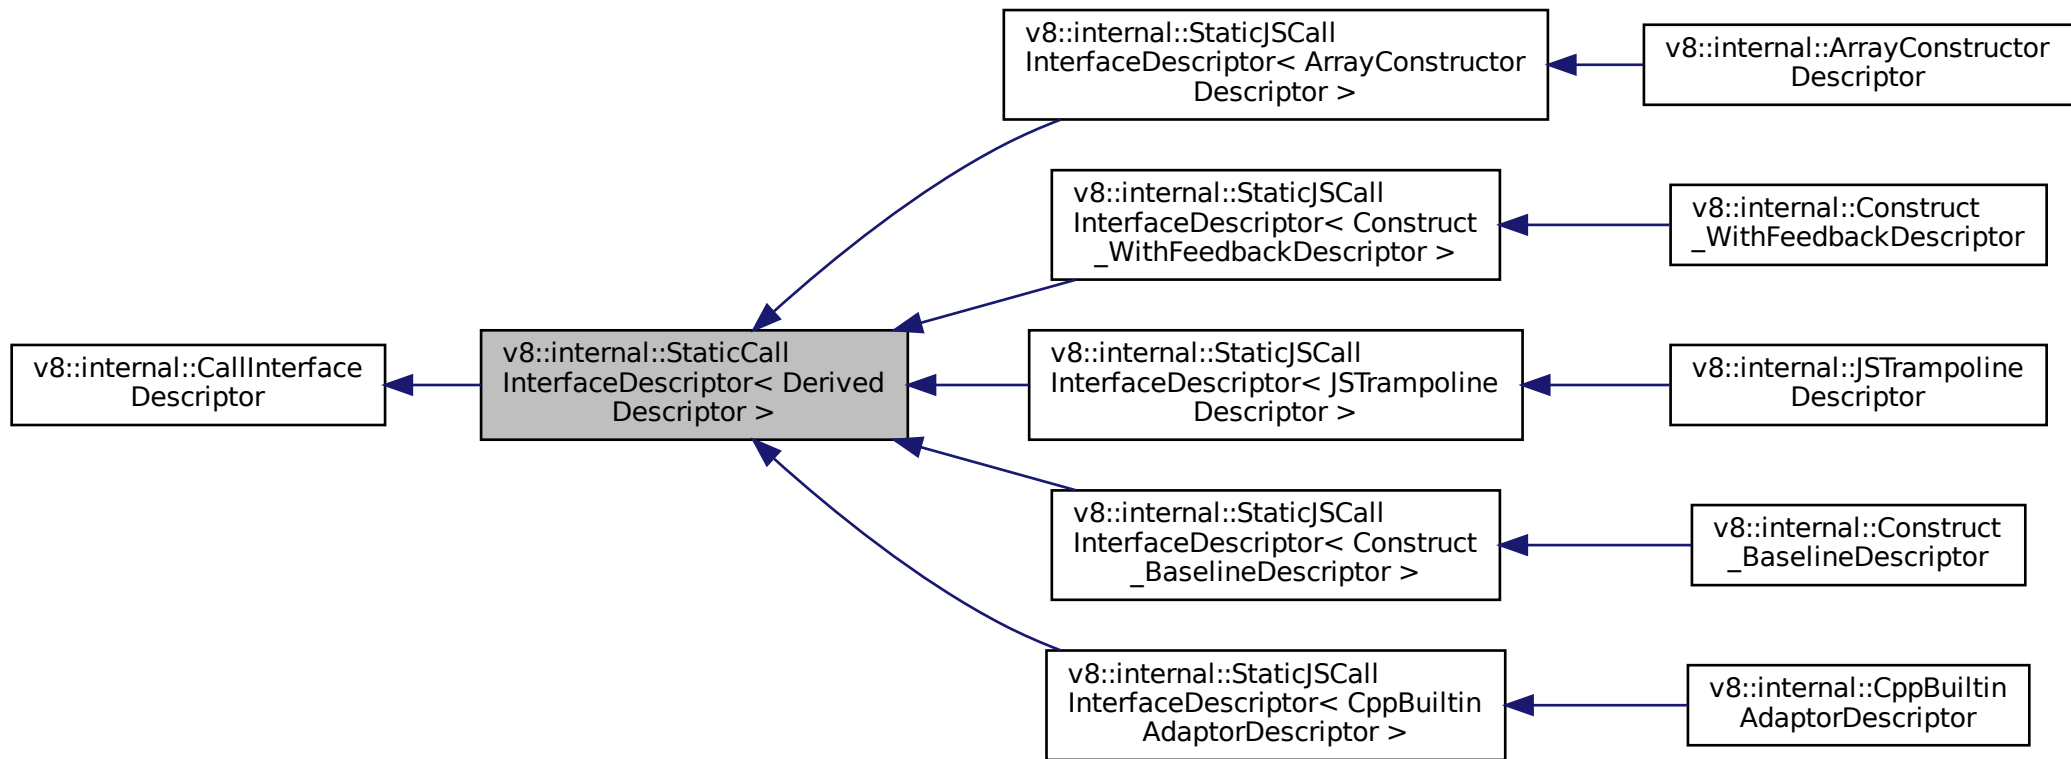 v8::internal::CallInterface
Descriptor
v8::internal::StaticCall
InterfaceDescriptor< Derived
Descriptor >
v8::internal::StaticJSCall
InterfaceDescriptor< ArrayConstructor
Descriptor >
v8::internal::ArrayConstructor
Descriptor
v8::internal::StaticJSCall
InterfaceDescriptor< Construct
_WithFeedbackDescriptor >
v8::internal::Construct
_WithFeedbackDescriptor
v8::internal::StaticJSCall
InterfaceDescriptor< JSTrampoline
Descriptor >
v8::internal::JSTrampoline
Descriptor
v8::internal::StaticJSCall
InterfaceDescriptor< Construct
_BaselineDescriptor >
v8::internal::Construct
_BaselineDescriptor
v8::internal::StaticJSCall
InterfaceDescriptor< CppBuiltin
AdaptorDescriptor >
v8::internal::CppBuiltin
AdaptorDescriptor